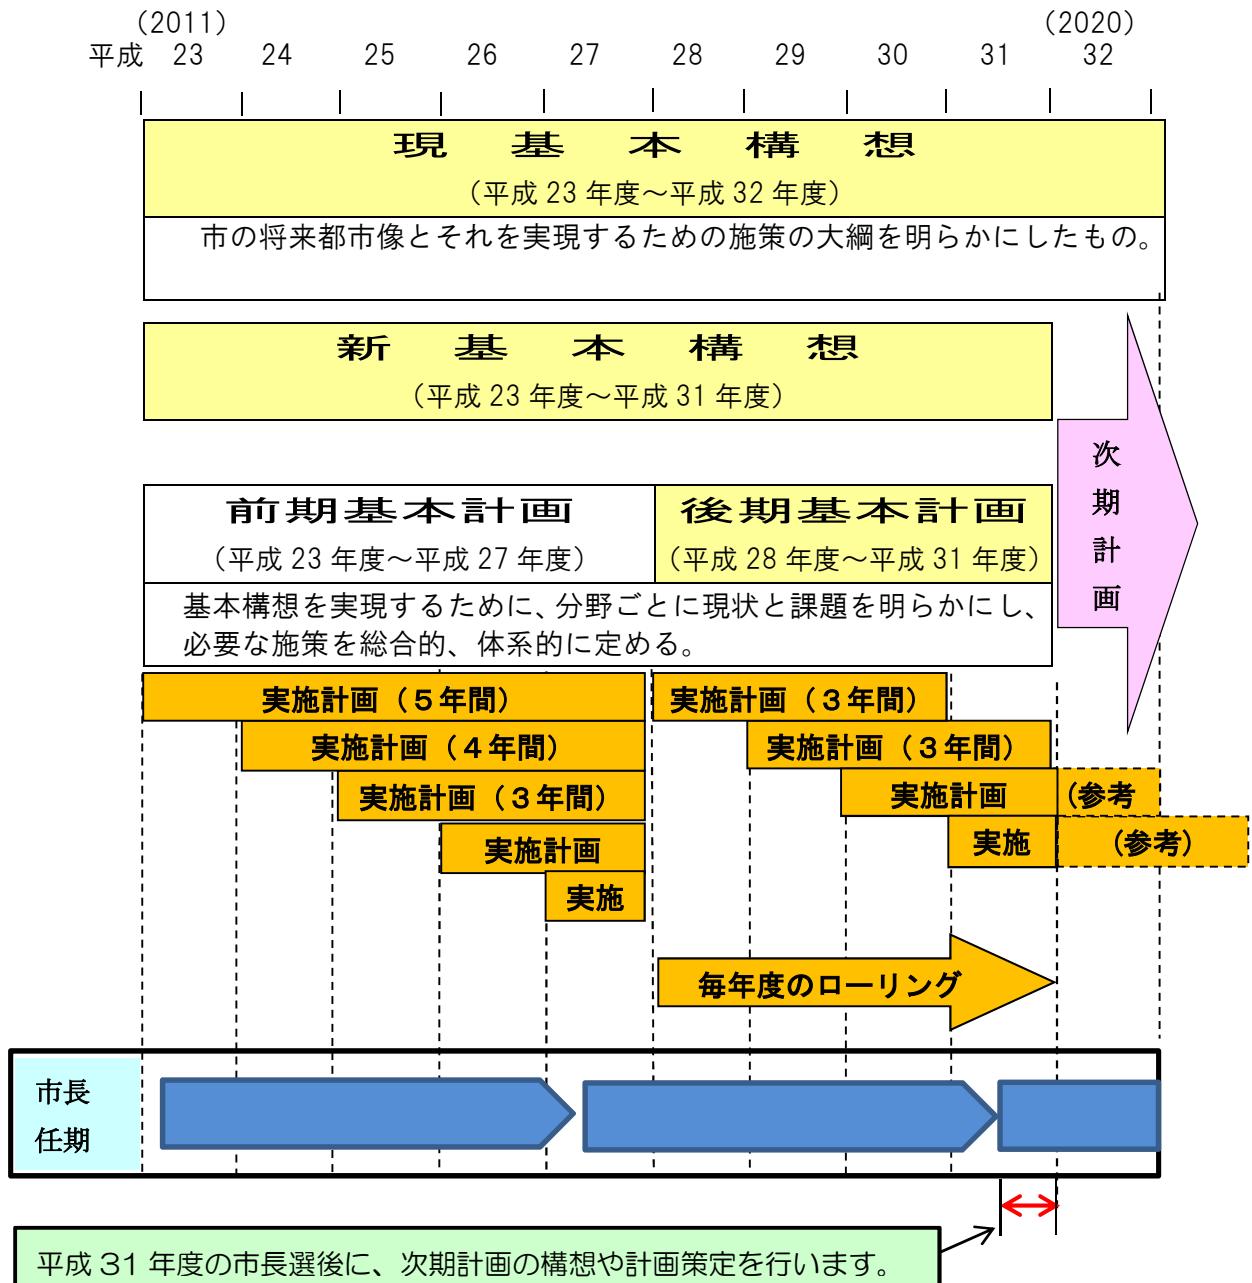 (2011)
(2020)
平成 23 24 25 26 27 28 29 30 31 32
現基本構想
（平成 23 年度～平成 32 年度）
市の将来都市像とそれを実現するための施策の大綱を明らかにしたもの。
新基本構想
（平成 23 年度～平成 31 年度）
次期計画
前期基本計画
（平成 23 年度～平成 27 年度）
後期基本計画
（平成 28 年度～平成 31 年度）
基本構想を実現するために、分野ごとに現状と課題を明らかにし、
必要な施策を総合的、体系的に定める。
実施計画（５年間）
実施計画（３年間）
実施計画（４年間）
実施計画（３年間）
実施計画（３年間）
実施計画
（参考
実施計画
実施
（参考）
実施
毎年度のローリング
市長
任期
平成 31 年度の市長選後に、次期計画の構想や計画策定を行います。